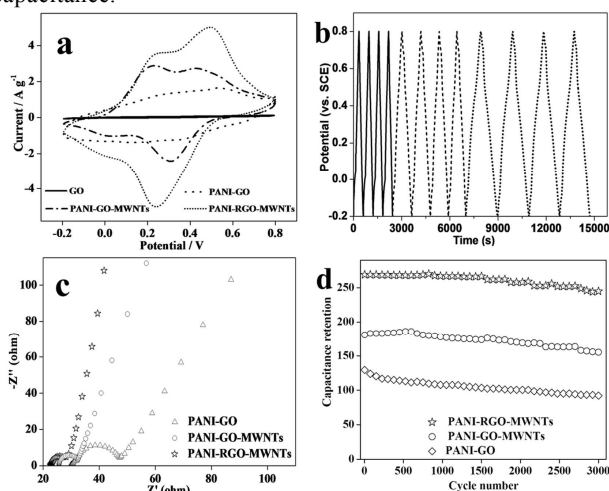 capacitance.
a
Current / A g⁻¹
4
2
0
-2
-4
GO
PANI-GO
PANI-GO-MWNTs
PANI-RGO-MWNTs
-0.2 0.0 0.2 0.4 0.6 0.8
Potential / V
b
Potential (vs. SCE)
0.8
0.6
0.4
0.2
0.0
-0.2
0 3000 6000 9000 12000 15000
Time (s)
c
-Z'' (ohm)
100
80
60
40
20
0
PANI-GO
PANI-GO-MWNTs
PANI-RGO-MWNTs
20 40 60 80 100
Z' (ohm)
d
Capacitance retention
250
200
150
100
50
PANI-RGO-MWNTs
PANI-GO-MWNTs
PANI-GO
0 500 1000 1500 2000 2500 3000
Cycle number